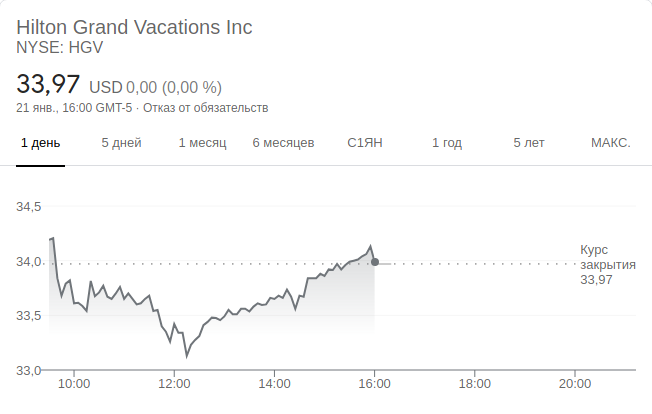 Hilton Grand Vacations Inc
NYSE: HGV
33,97 USD 0,00 (0,00 %)
21 янв., 16:00 GMT-5 · Отказ от обязательств
1 день 5 дней 1 месяц 6 месяцев С1ЯН 1 год 5 лет МАКС.
34,5
34,0
33,5
33,0
Курс
закрытия
33,97
10:00 12:00 14:00 16:00 18:00 20:00